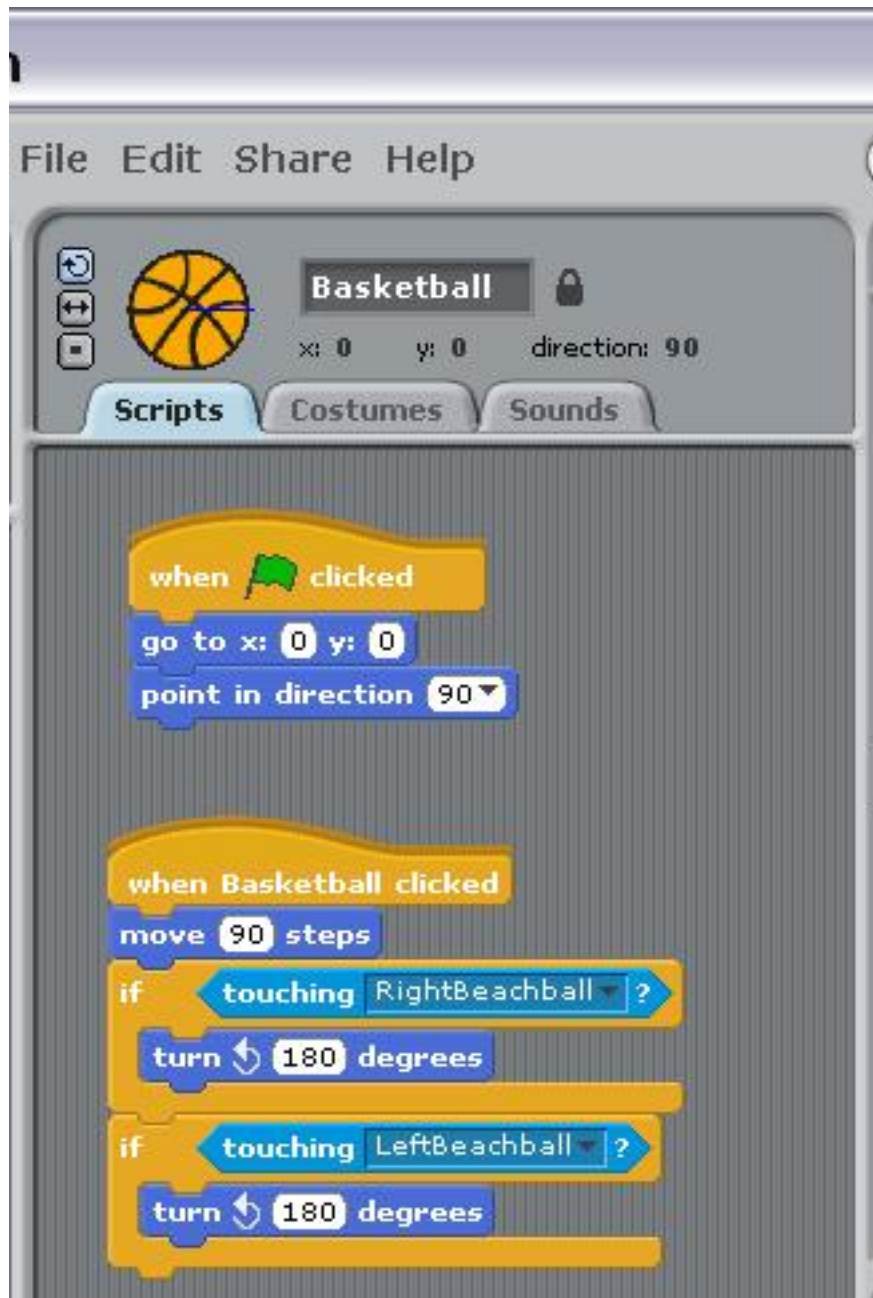 File Edit Share Help
Basketball
x: 0 y: 0 direction: 90
Scripts Costumes Sounds
when clicked
go to x: 0 y: 0
point in direction 90
when Basketball clicked
move 90 steps
if touching RightBeachball ?
turn 180 degrees
if touching LeftBeachball ?
turn 180 degrees